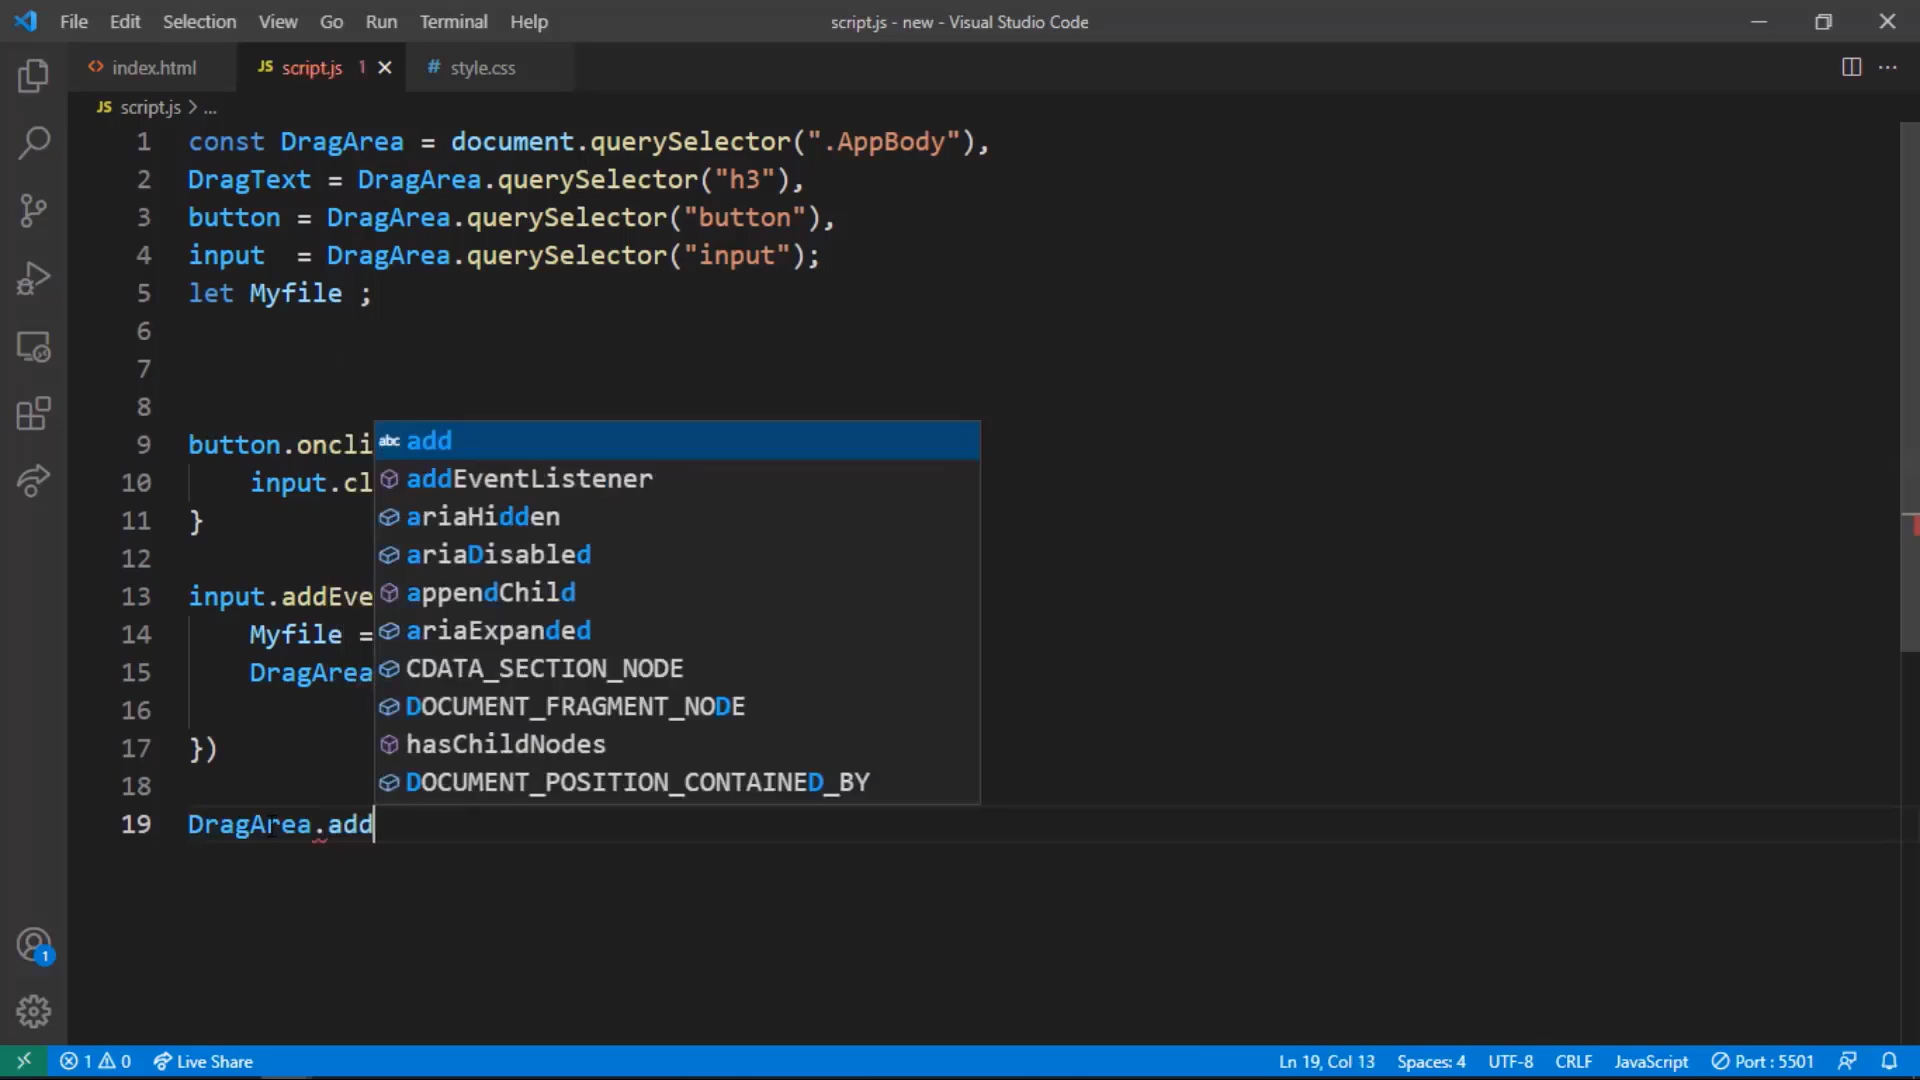 File Edit Selection View Go Run Terminal Help script.js - new - Visual Studio Code
<> index.html JS script.js 1 # style.css
JS script.js > ...
1 const DragArea = document.querySelector(".AppBody"),
2 DragText = DragArea.querySelector("h3"),
3 button = DragArea.querySelector("button"),
4 input  = DragArea.querySelector("input");
5 let Myfile ;
6
7
8
9 button.oncli
10 input.cl
11 }
12
13 input.addEve
14 Myfile =
15 DragArea
16
17 })
18
19 DragArea.add
abc add
addEventListener
ariaHidden
ariaDisabled
appendChild
ariaExpanded
CDATA_SECTION_NODE
DOCUMENT_FRAGMENT_NODE
hasChildNodes
DOCUMENT_POSITION_CONTAINED_BY
1
1 0 Live Share Ln 19, Col 13 Spaces: 4 UTF-8 CRLF JavaScript Port : 5501